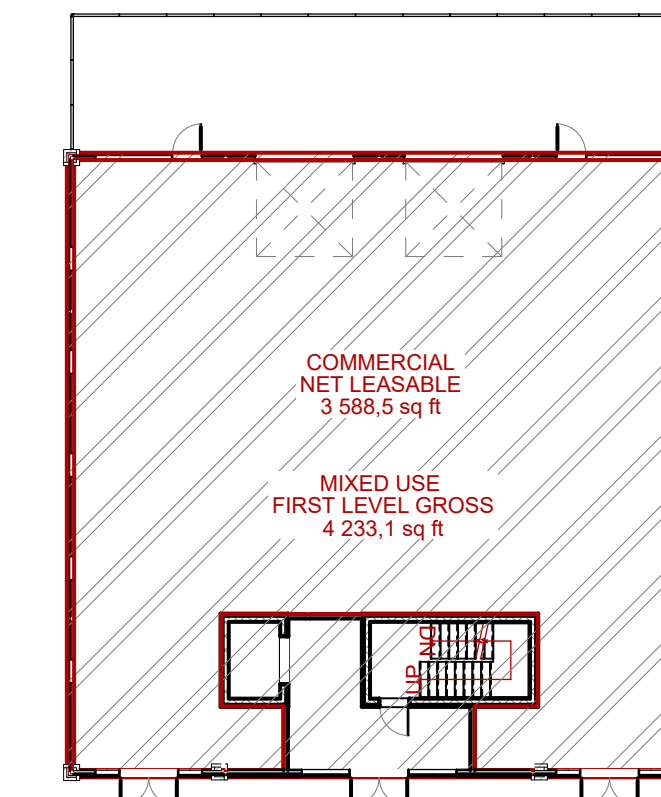 COMMERCIAL
NET LEASABLE
3 588,5 sq ft
MIXED USE
FIRST LEVEL GROSS
4 233,1 sq ft
DN
UP